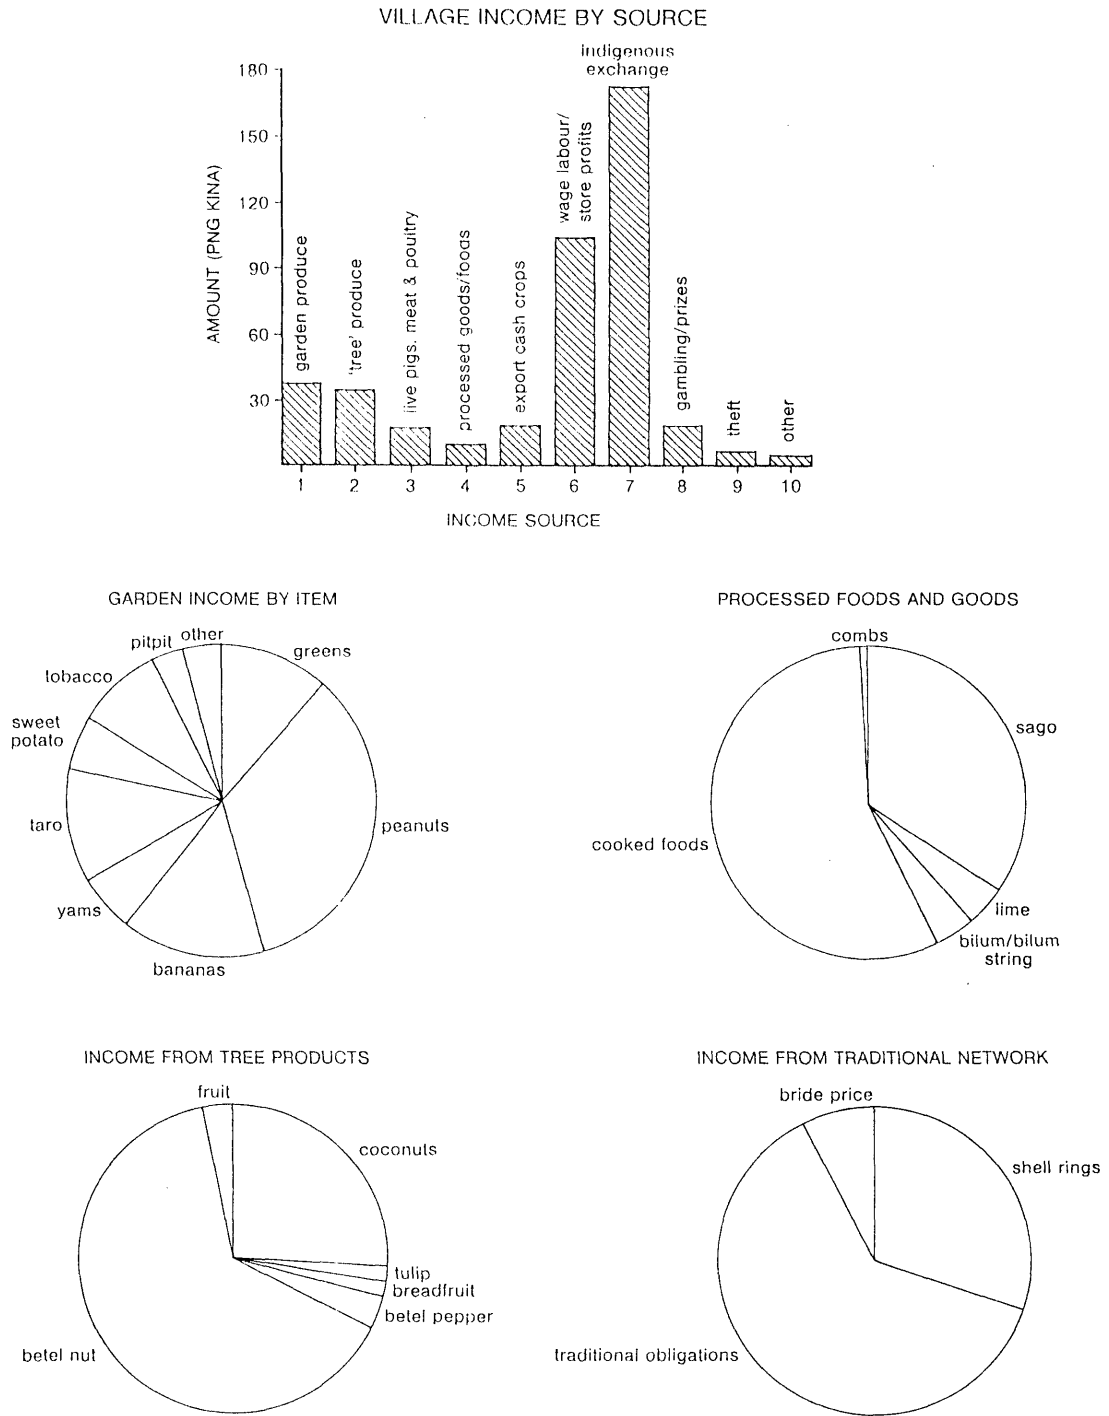 VILLAGE INCOME BY SOURCE
indigenous
exchange
180
150
120
90
60
30
AMOUNT (PNG KINA)
garden produce
'tree' produce
live pigs, meat & poultry
processed goods/foods
export cash crops
wage labour/
store profits
gambling/prizes
theft
other
1 2 3 4 5 6 7 8 9 10
INCOME SOURCE
GARDEN INCOME BY ITEM
pitpit other
greens
tobacco
sweet
potato
peanuts
taro
yams
bananas
PROCESSED FOODS AND GOODS
combs
sago
cooked foods
lime
bilum/bilum
string
INCOME FROM TREE PRODUCTS
fruit
coconuts
tulip
breadfruit
betel pepper
betel nut
INCOME FROM TRADITIONAL NETWORK
bride price
shell rings
traditional obligations